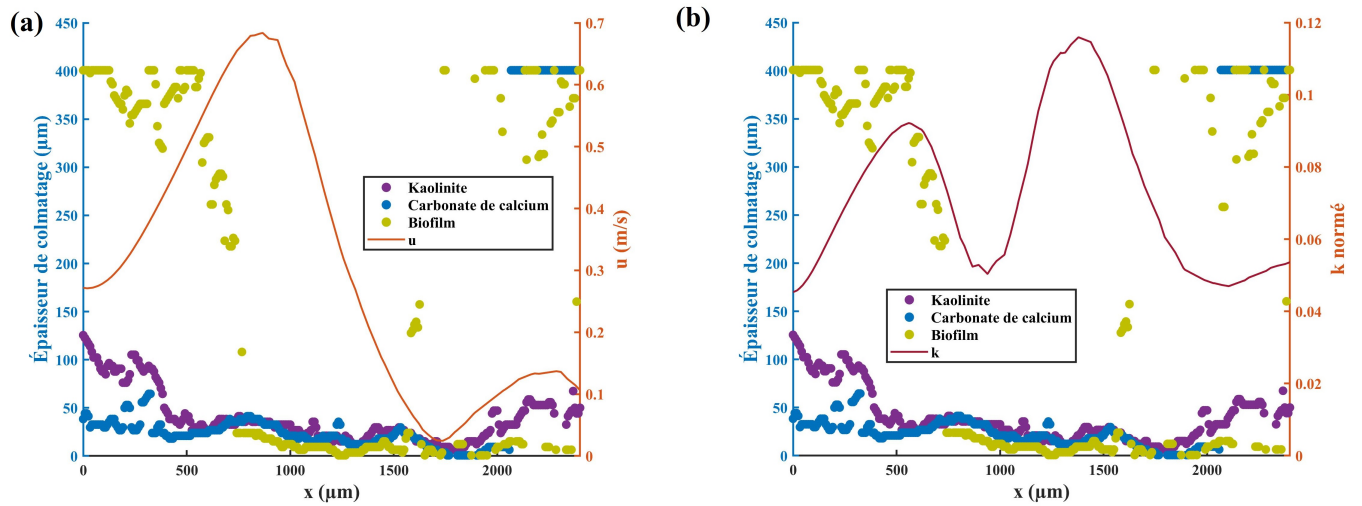 (a)
450
400
350
300
250
200
150
100
50
0
Épaisseur de colmatage (µm)
0
500
1000
1500
2000
x (µm)
0.7
0.6
0.5
0.4
0.3
0.2
0.1
0
u (m/s)
Kaolinite
Carbonate de calcium
Biofilm
u
(b)
450
400
350
300
250
200
150
100
50
0
Épaisseur de colmatage (µm)
0
500
1000
1500
2000
x (µm)
0.12
0.10
0.08
0.06
0.04
0.02
0
k normé
Kaolinite
Carbonate de calcium
Biofilm
k